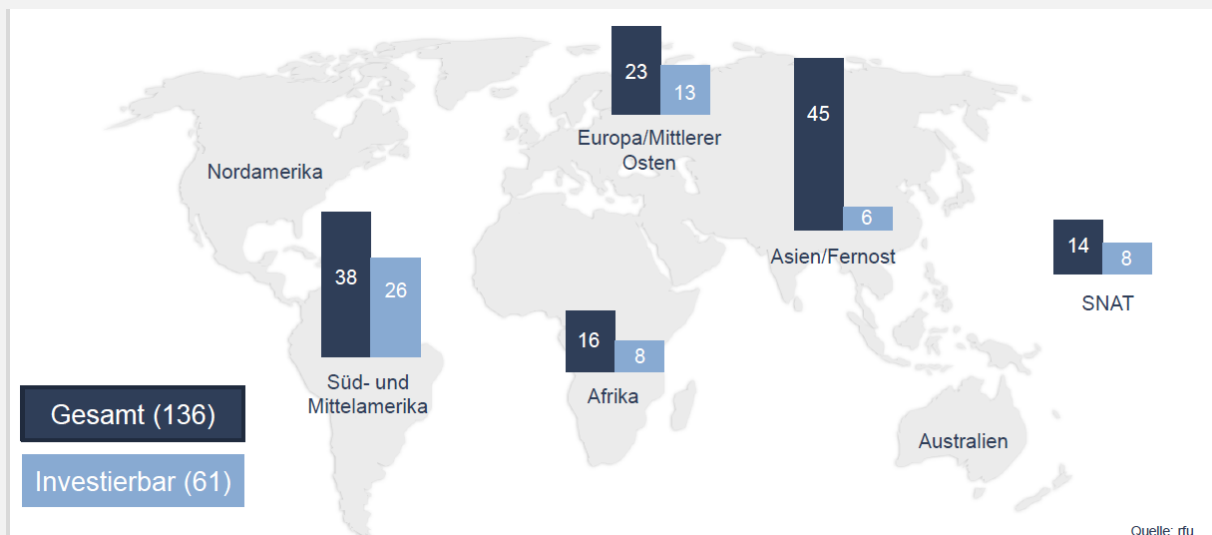 23
13
Europa/Mittlerer
Osten
45
6
Asien/Fernost
Nordamerika
14
8
SNAT
38
26
Süd- und
Mittelamerika
16
8
Afrika
Australien
Gesamt (136)
Investierbar (61)
Quelle: rfu